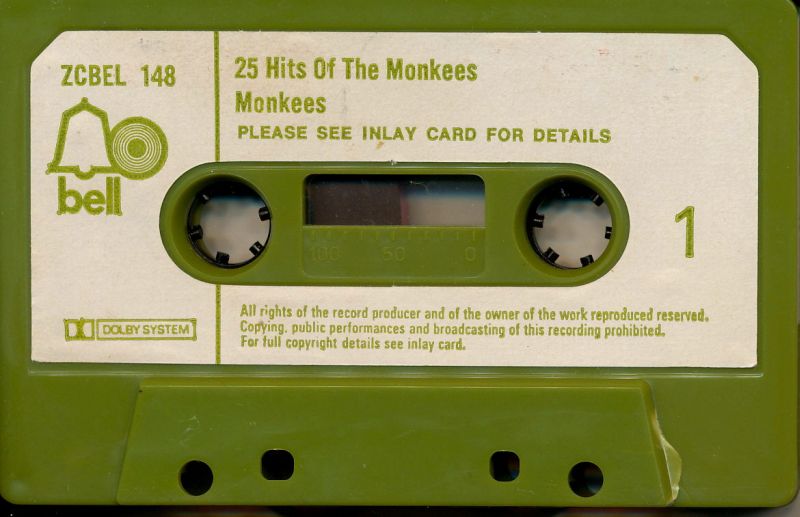 ZCBEL 148
bell
25 Hits Of The Monkees
Monkees
PLEASE SEE INLAY CARD FOR DETAILS
1
100 50 0
DOLBY SYSTEM
All rights of the record producer and of the owner of the work reproduced reserved.
Copying, public performances and broadcasting of this recording prohibited.
For full copyright details see inlay card.